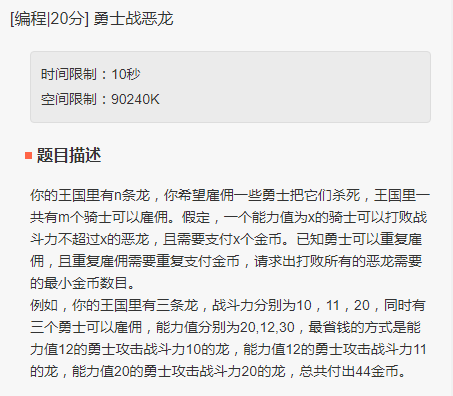 [编程|20分] 勇士战恶龙
时间限制：10秒
空间限制：90240K
题目描述
你的王国里有n条龙，你希望雇佣一些勇士把它们杀死，王国里一
共有m个骑士可以雇佣。假定，一个能力值为x的骑士可以打败战
斗力不超过x的恶龙，且需要支付x个金币。已知勇士可以重复雇
佣，且重复雇佣需要重复支付金币，请求出打败所有的恶龙需要
的最小金币数目。
例如，你的王国里有三条龙，战斗力分别为10，11，20，同时有
三个勇士可以雇佣，能力值分别为20,12,30，最省钱的方式是能
力值12的勇士攻击战斗力10的龙，能力值12的勇士攻击战斗力11
的龙，能力值20的勇士攻击战斗力20的龙，总共付出44金币。